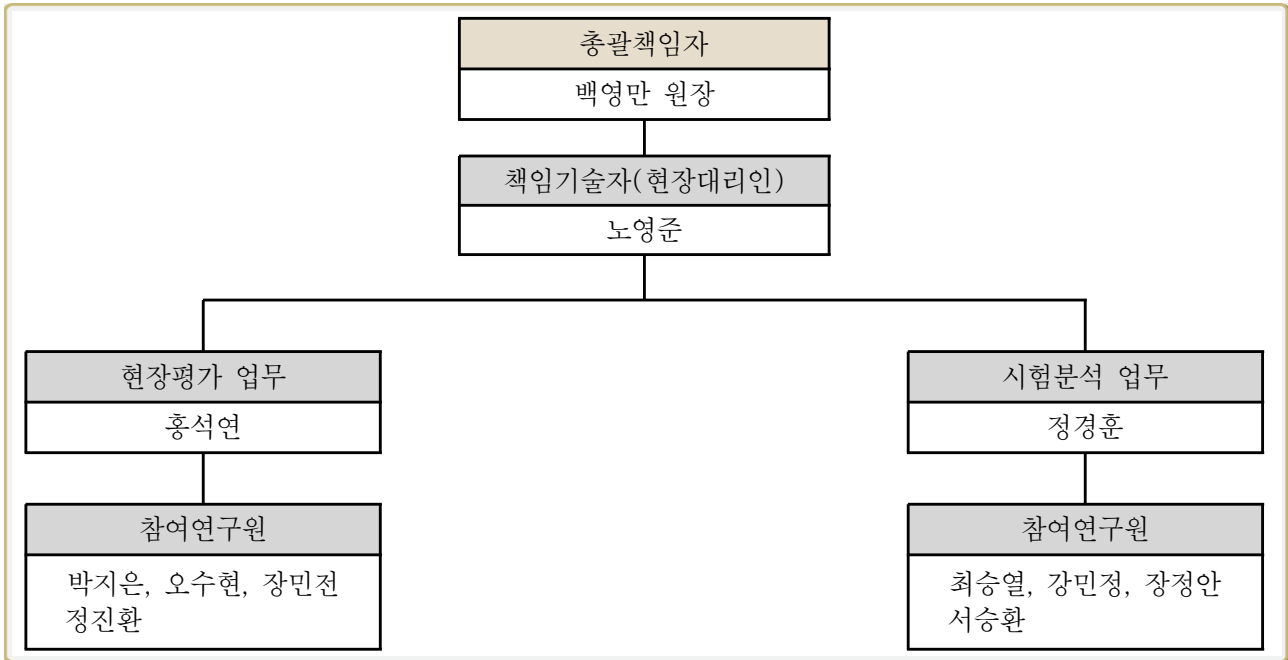 총괄책임자
백영만 원장
책임기술자(현장대리인)
노영준
현장평가 업무
홍석연
참여연구원
박지은, 오수현, 장민전
정진환
시험분석 업무
정경훈
참여연구원
최승열, 강민정, 장정안
서승환